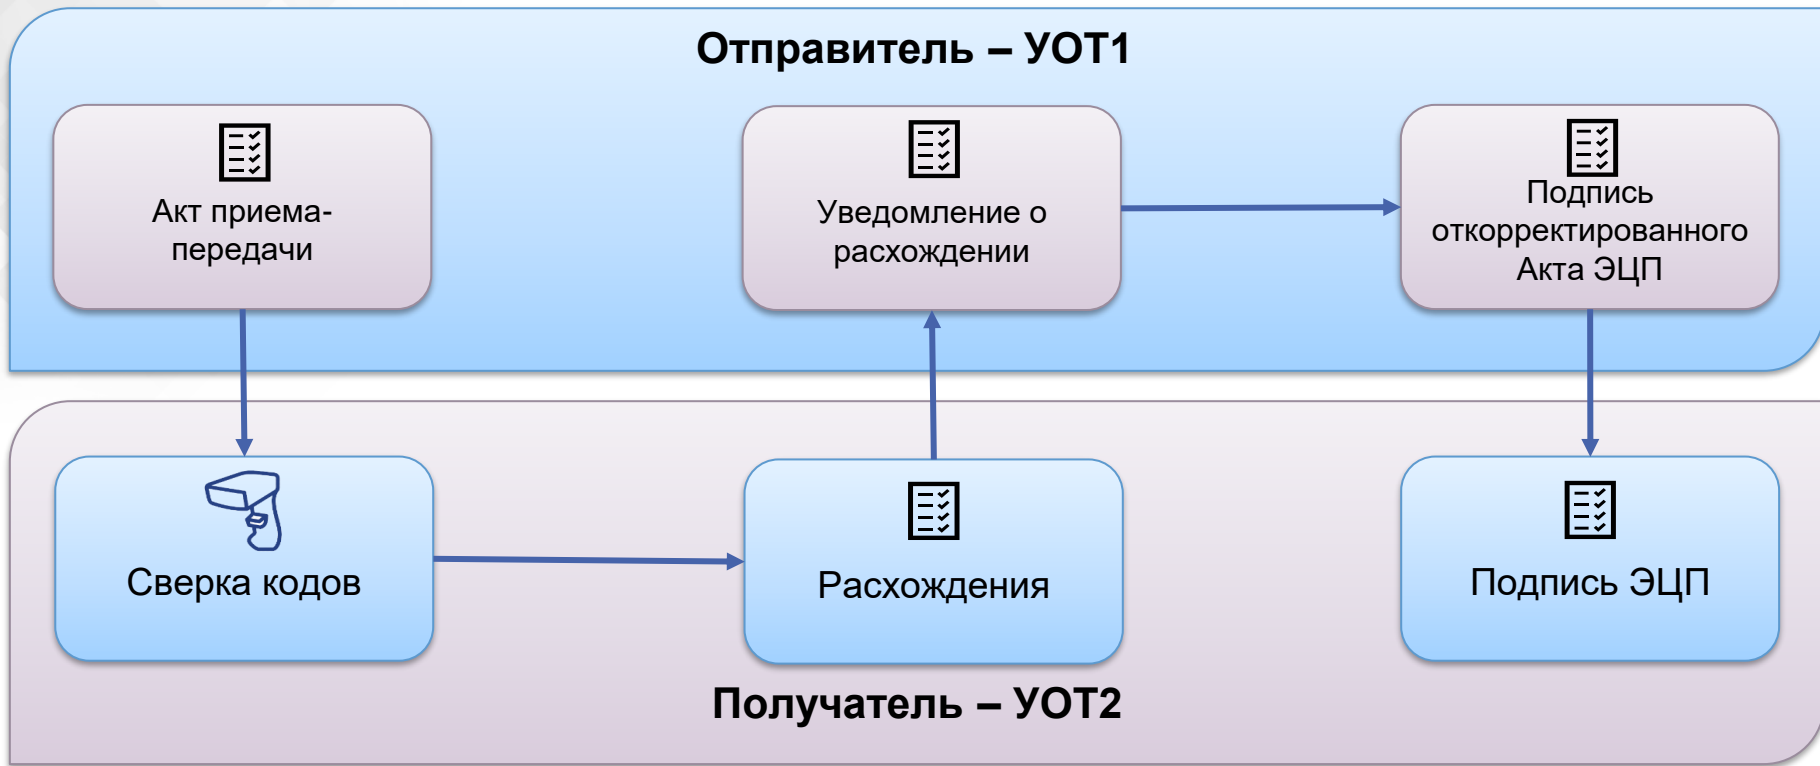 Отправитель – УОТ1
Акт приема-
передачи
Уведомление о
расхождении
Подпись
откорректированного
Акта ЭЦП
Сверка кодов
Расхождения
Подпись ЭЦП
Получатель – УОТ2